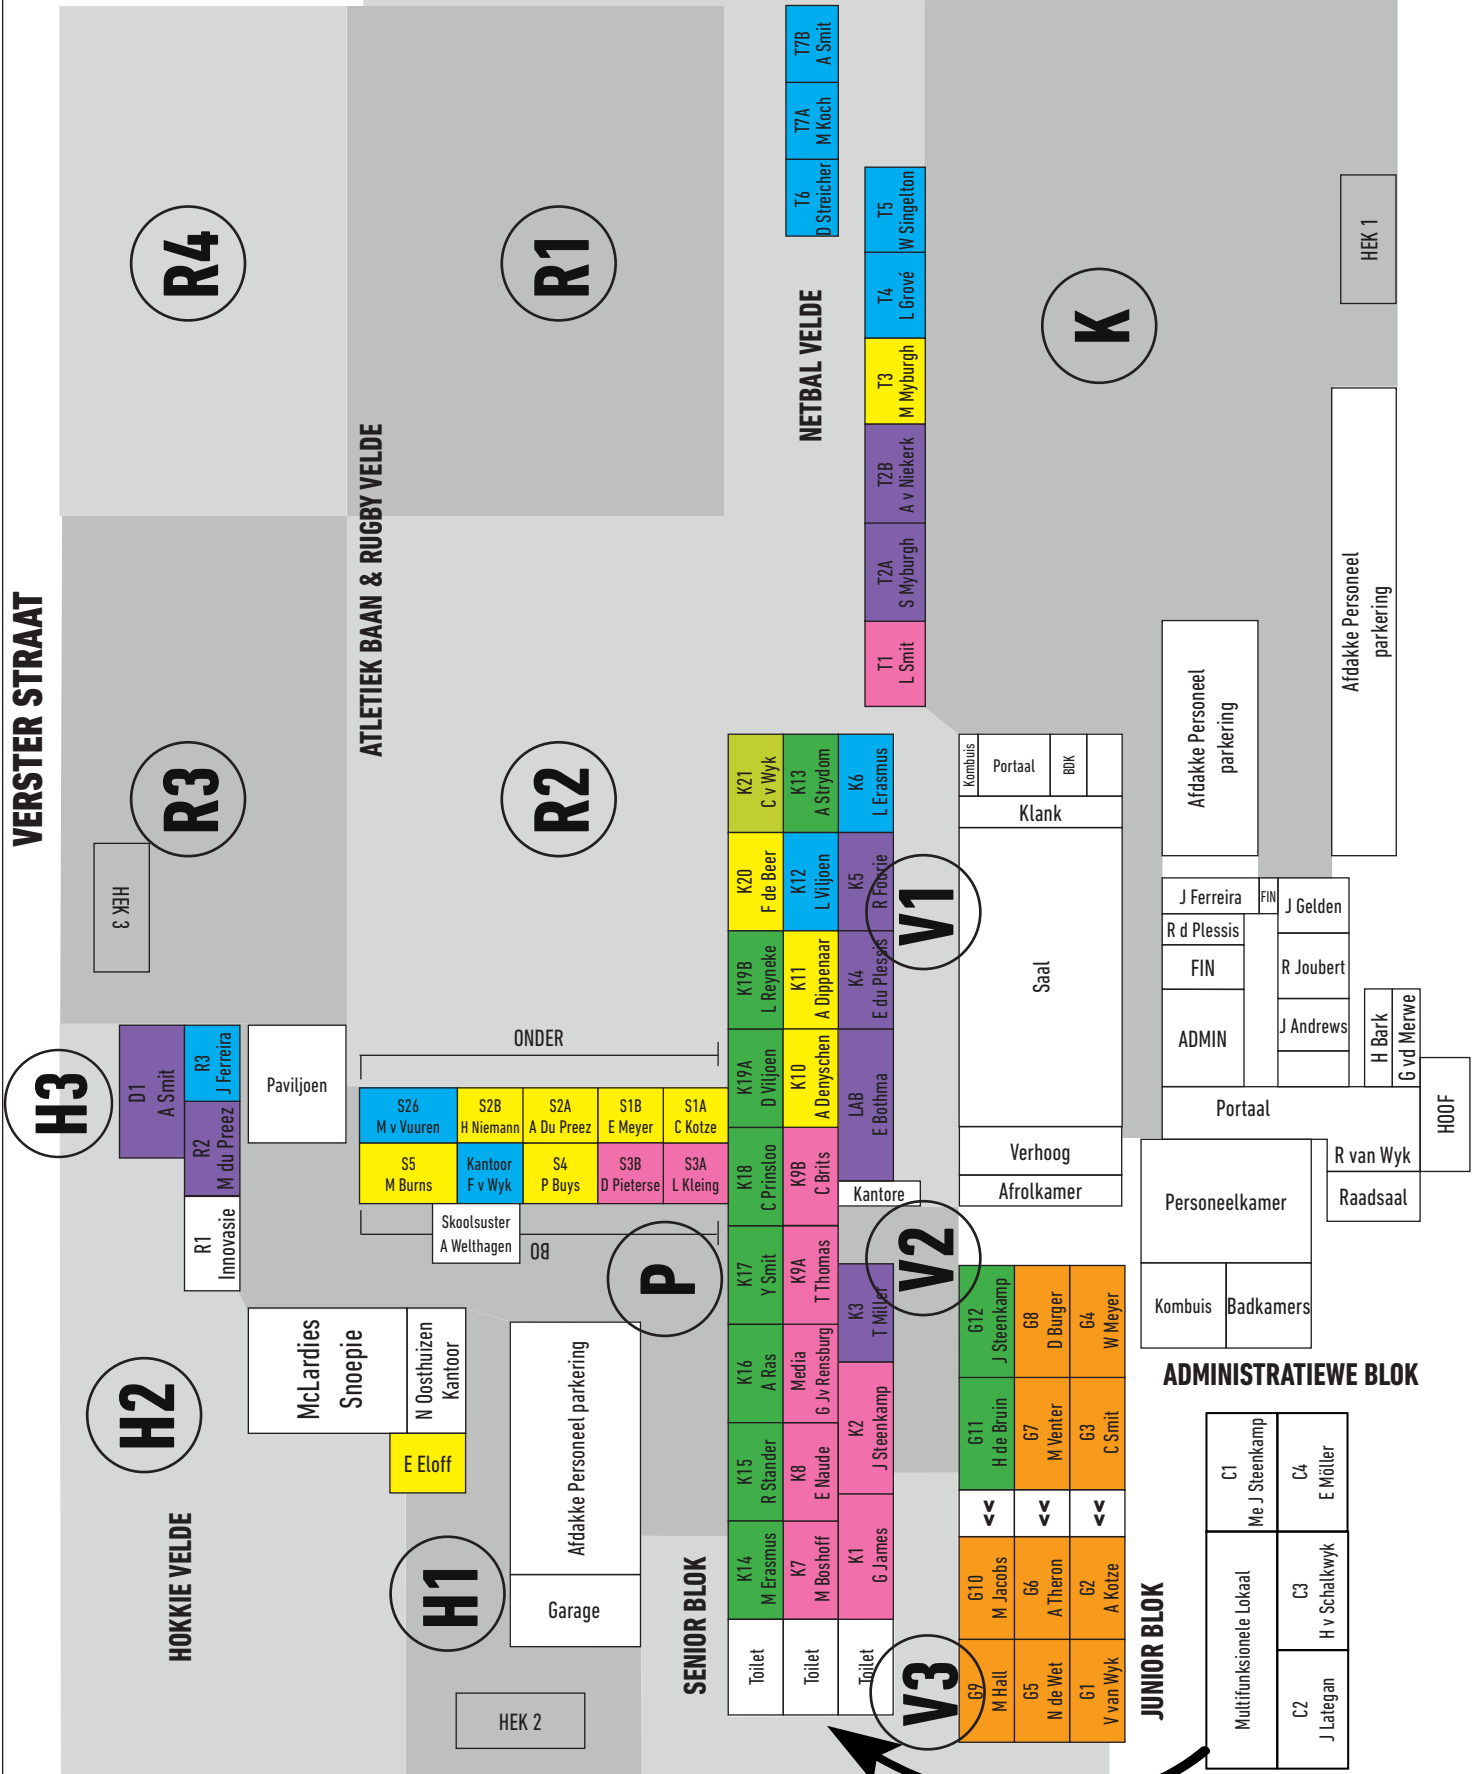 VERSTER STRAAT
R4
R1
R3
R2
K
HEK 3
HEK 1
ATLETIEK BAAN & RUGBY VELDE
NETBAL VELDE
T7B
A Smit
T7A
M Koch
T6
D Streicher
T5
W Singelton
T4
L Grové
T3
M Myburgh
T2B
A v Niekerk
T2A
S Myburgh
T1
L Smit
H3
D1
A Smit
R3
J Ferreira
R2
M du Preez
R1
Innovasie
Paviljoen
ONDER
S26
M v Vuuren
S2B
H Niemann
S2A
A Du Preez
S1B
E Meyer
S1A
C Kotze
S5
M Burns
Kantoor
F v Wyk
S4
P Buys
S3B
D Pieterse
S3A
L Kleing
Skoolsuster
A Welthagen
BO
P
H2
McLardies
Snoepie
N Oosthuizen
Kantoor
E Eloff
HOKKIE VELDE
H1
Afdakke Personeel parkering
Garage
HEK 2
SENIOR BLOK
K21
C v Wyk
K20
F de Beer
K19B
L Reyneke
K19A
D Viljoen
K18
C Prinsloo
K17
Y Smit
K16
A Ras
K15
R Stander
K14
M Erasmus
Toilet
K13
A Strydom
K12
L Viljoen
K11
A Dippenaar
K10
A Denyschen
K9B
C Brits
K9A
T Thomas
Media
G Jv Rensburg
K8
E Naude
K7
M Boshoff
Toilet
K6
L Erasmus
K5
R Fourie
K4
E du Plessis
LAB
E Bothma
Kantore
K3
T Miller
K2
J Steenkamp
K1
G James
Toilet
V1
V2
V3
Kombuis
Portaal
BDK
Klank
Saal
Verhoog
Afrolkamer
G12
J Steenkamp
G8
D Burger
G4
W Meyer
G11
H de Bruin
G7
M Venter
G3
C Smit
<<
<<
<<
G10
M Jacobs
G6
A Theron
G2
A Kotze
G9
M Hall
G5
N de Wet
G1
V van Wyk
JUNIOR BLOK
Afdakke Personeel
parkering
Afdakke Personeel
parkering
J Ferreira
FIN
J Gelden
R d Plessis
FIN
R Joubert
ADMIN
J Andrews
H Bark
G vd Merwe
Portaal
HOOF
R van Wyk
Raadsaal
Personeelkamer
Kombuis
Badkamers
ADMINISTRATIEWE BLOK
C1
Me J Steenkamp
C4
E Möller
Multifunksionele Lokaal
C3
H v Schalkwyk
C2
J Lategan